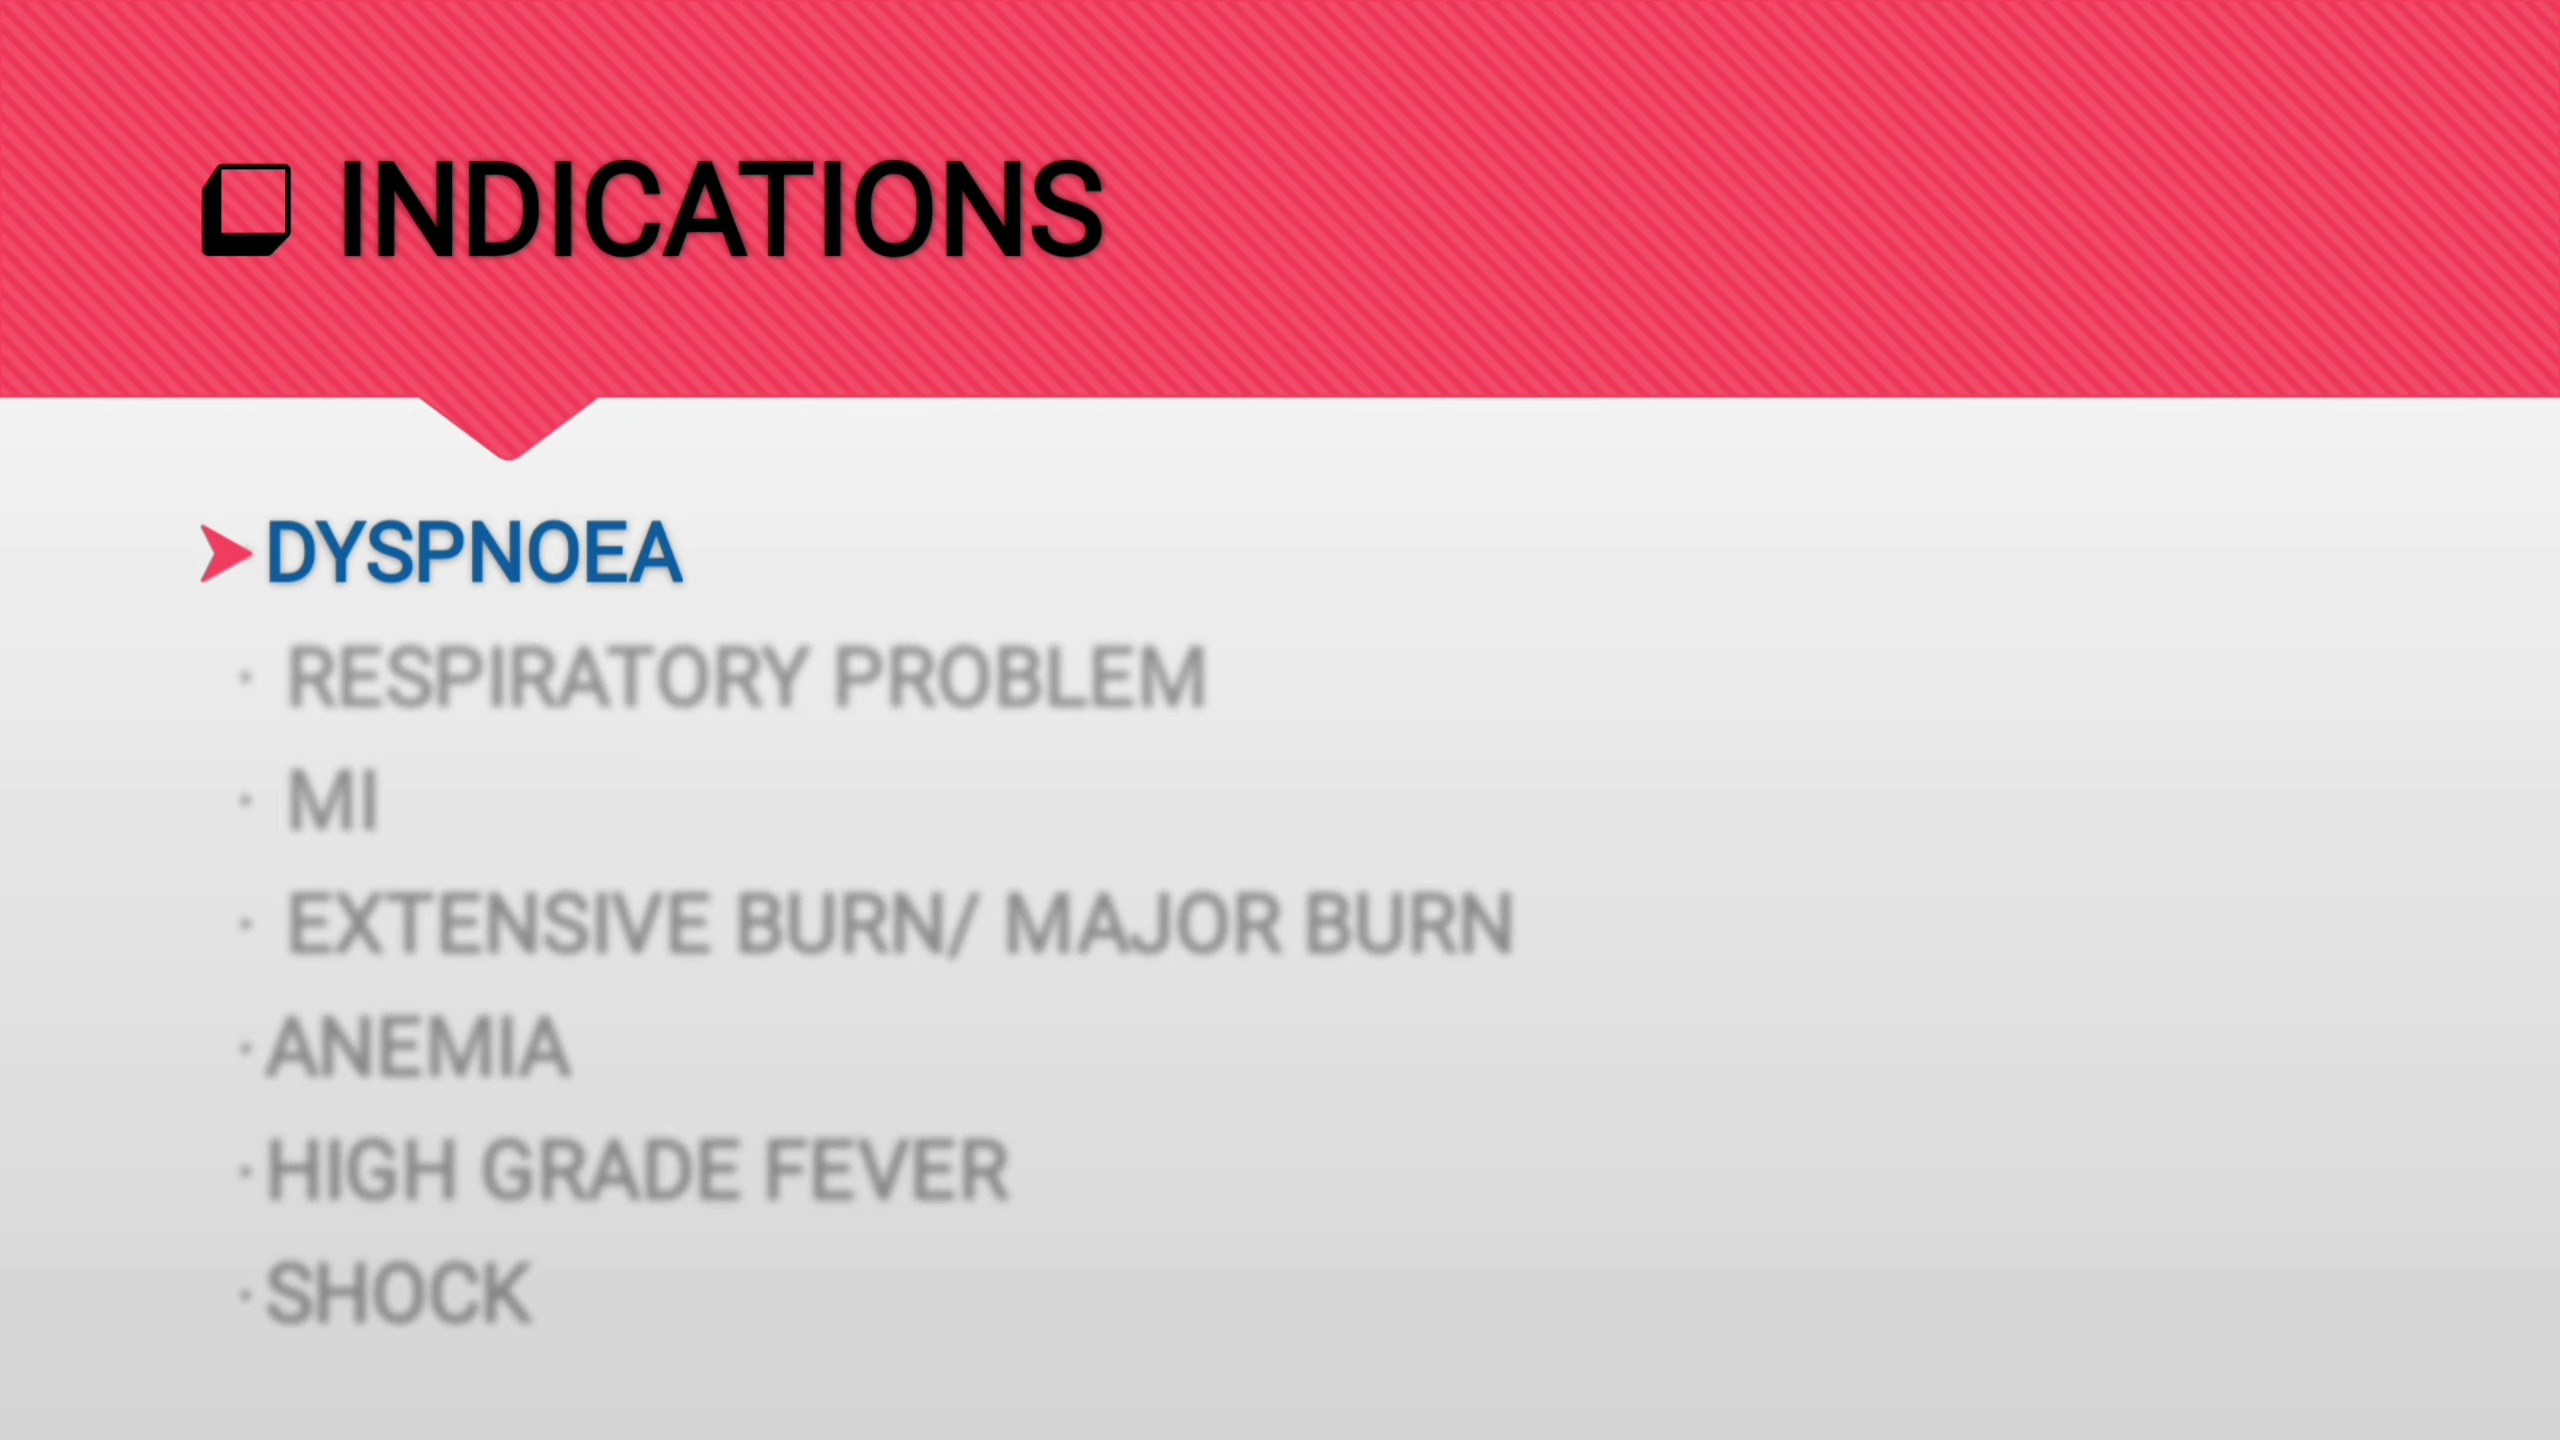 ❑ INDICATIONS
➤DYSPNOEA
· RESPIRATORY PROBLEM
· MI
· EXTENSIVE BURN/ MAJOR BURN
· ANEMIA
· HIGH GRADE FEVER
· SHOCK